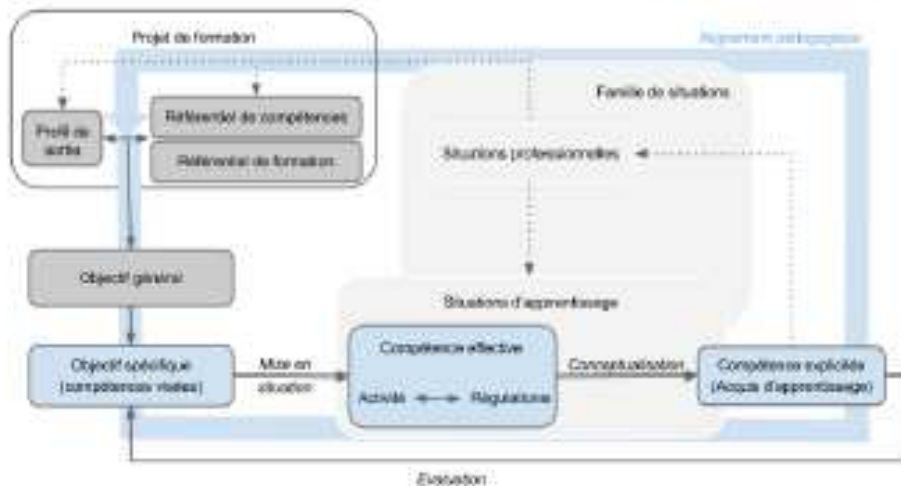 Projet de formation
Alignement pédagogique
Famille de situations
Profil de
sortie
Référentiel de compétences
Référentiel de formation
Situations professionnelles
Objectif général
Situations d'apprentissage
Objectif spécifique
(compétences visées)
Mise en
situation
Compétence effective
Activité
Régulations
Conceptualisation
Compétence explicitée
(Acquis d'apprentissage)
Evaluation